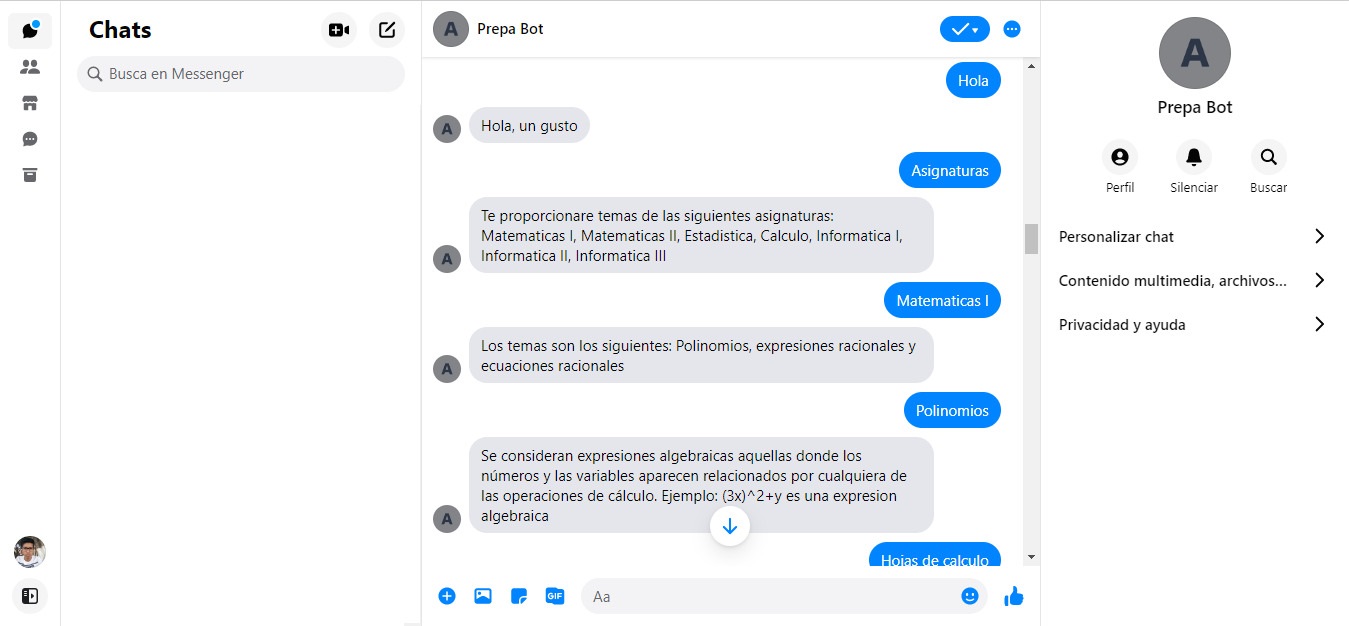 Chats
Busca en Messenger
A
Prepa Bot
Hola
A
Hola, un gusto
Asignaturas
Te proporcionare temas de las siguientes asignaturas:
Matematicas I, Matematicas II, Estadistica, Calculo, Informatica I,
Informatica II, Informatica III
A
Matematicas I
Los temas son los siguientes: Polinomios, expresiones racionales y
ecuaciones racionales
A
Polinomios
Se consideran expresiones algebraicas aquellas donde los
números y las variables aparecen relacionados por cualquiera de
las operaciones de cálculo. Ejemplo: (3x)^2+y es una expresion
algebraica
A
Hojas de calculo
GIF
Aa
A
Prepa Bot
Perfil
Silenciar
Buscar
Personalizar chat
Contenido multimedia, archivos...
Privacidad y ayuda